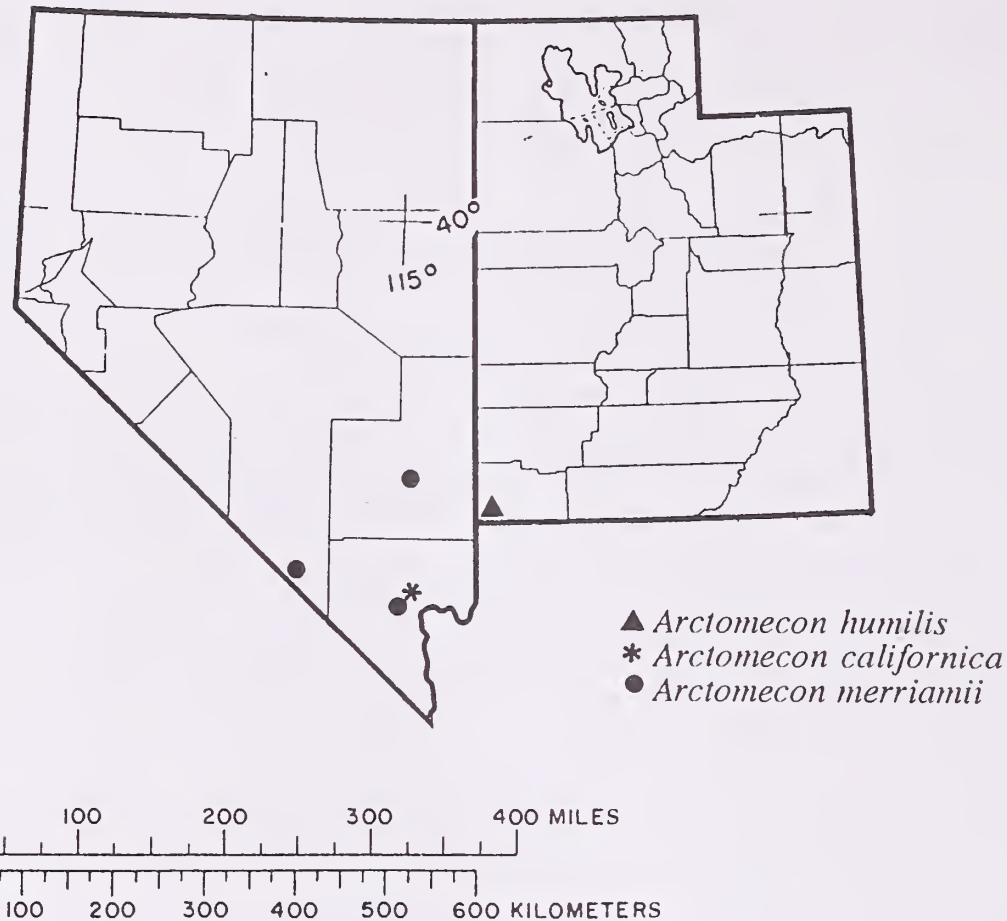 40°
115°
▲ Arctomecon humilis
* Arctomecon californica
● Arctomecon merriamii
100 200 300 400 MILES
100 200 300 400 500 600 KILOMETERS